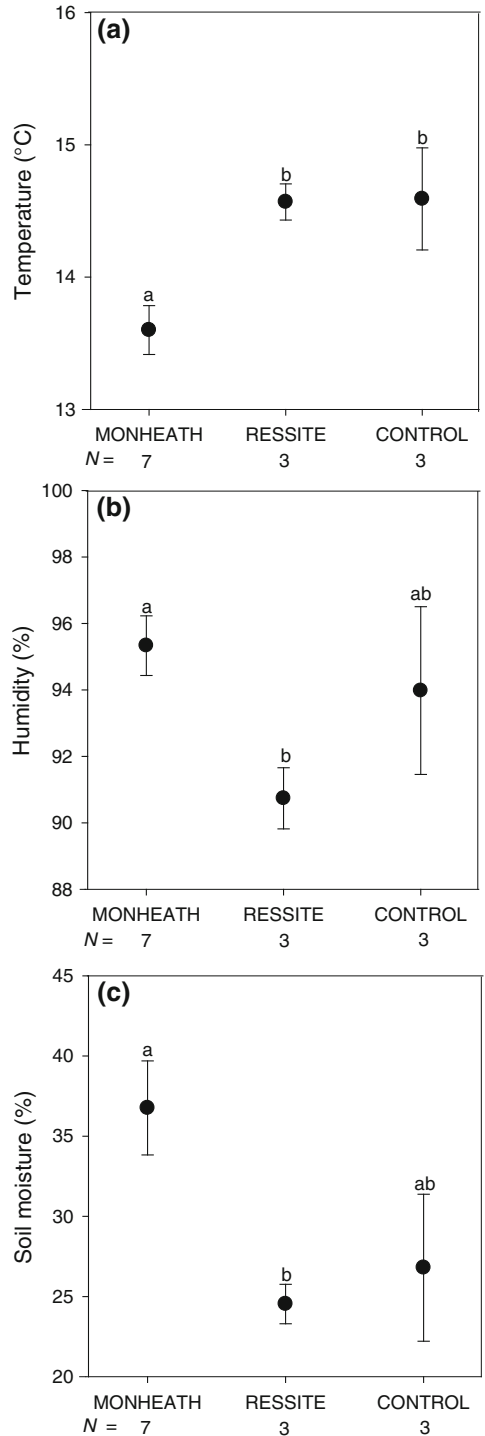 (a)
16
15
14
13
Temperature (°C)
a
b
b
MONHEATH RESSITE CONTROL
N = 7 3 3
(b)
100
98
96
94
92
90
88
Humidity (%)
a
b
ab
MONHEATH RESSITE CONTROL
N = 7 3 3
(c)
45
40
35
30
25
20
Soil moisture (%)
a
b
ab
MONHEATH RESSITE CONTROL
N = 7 3 3